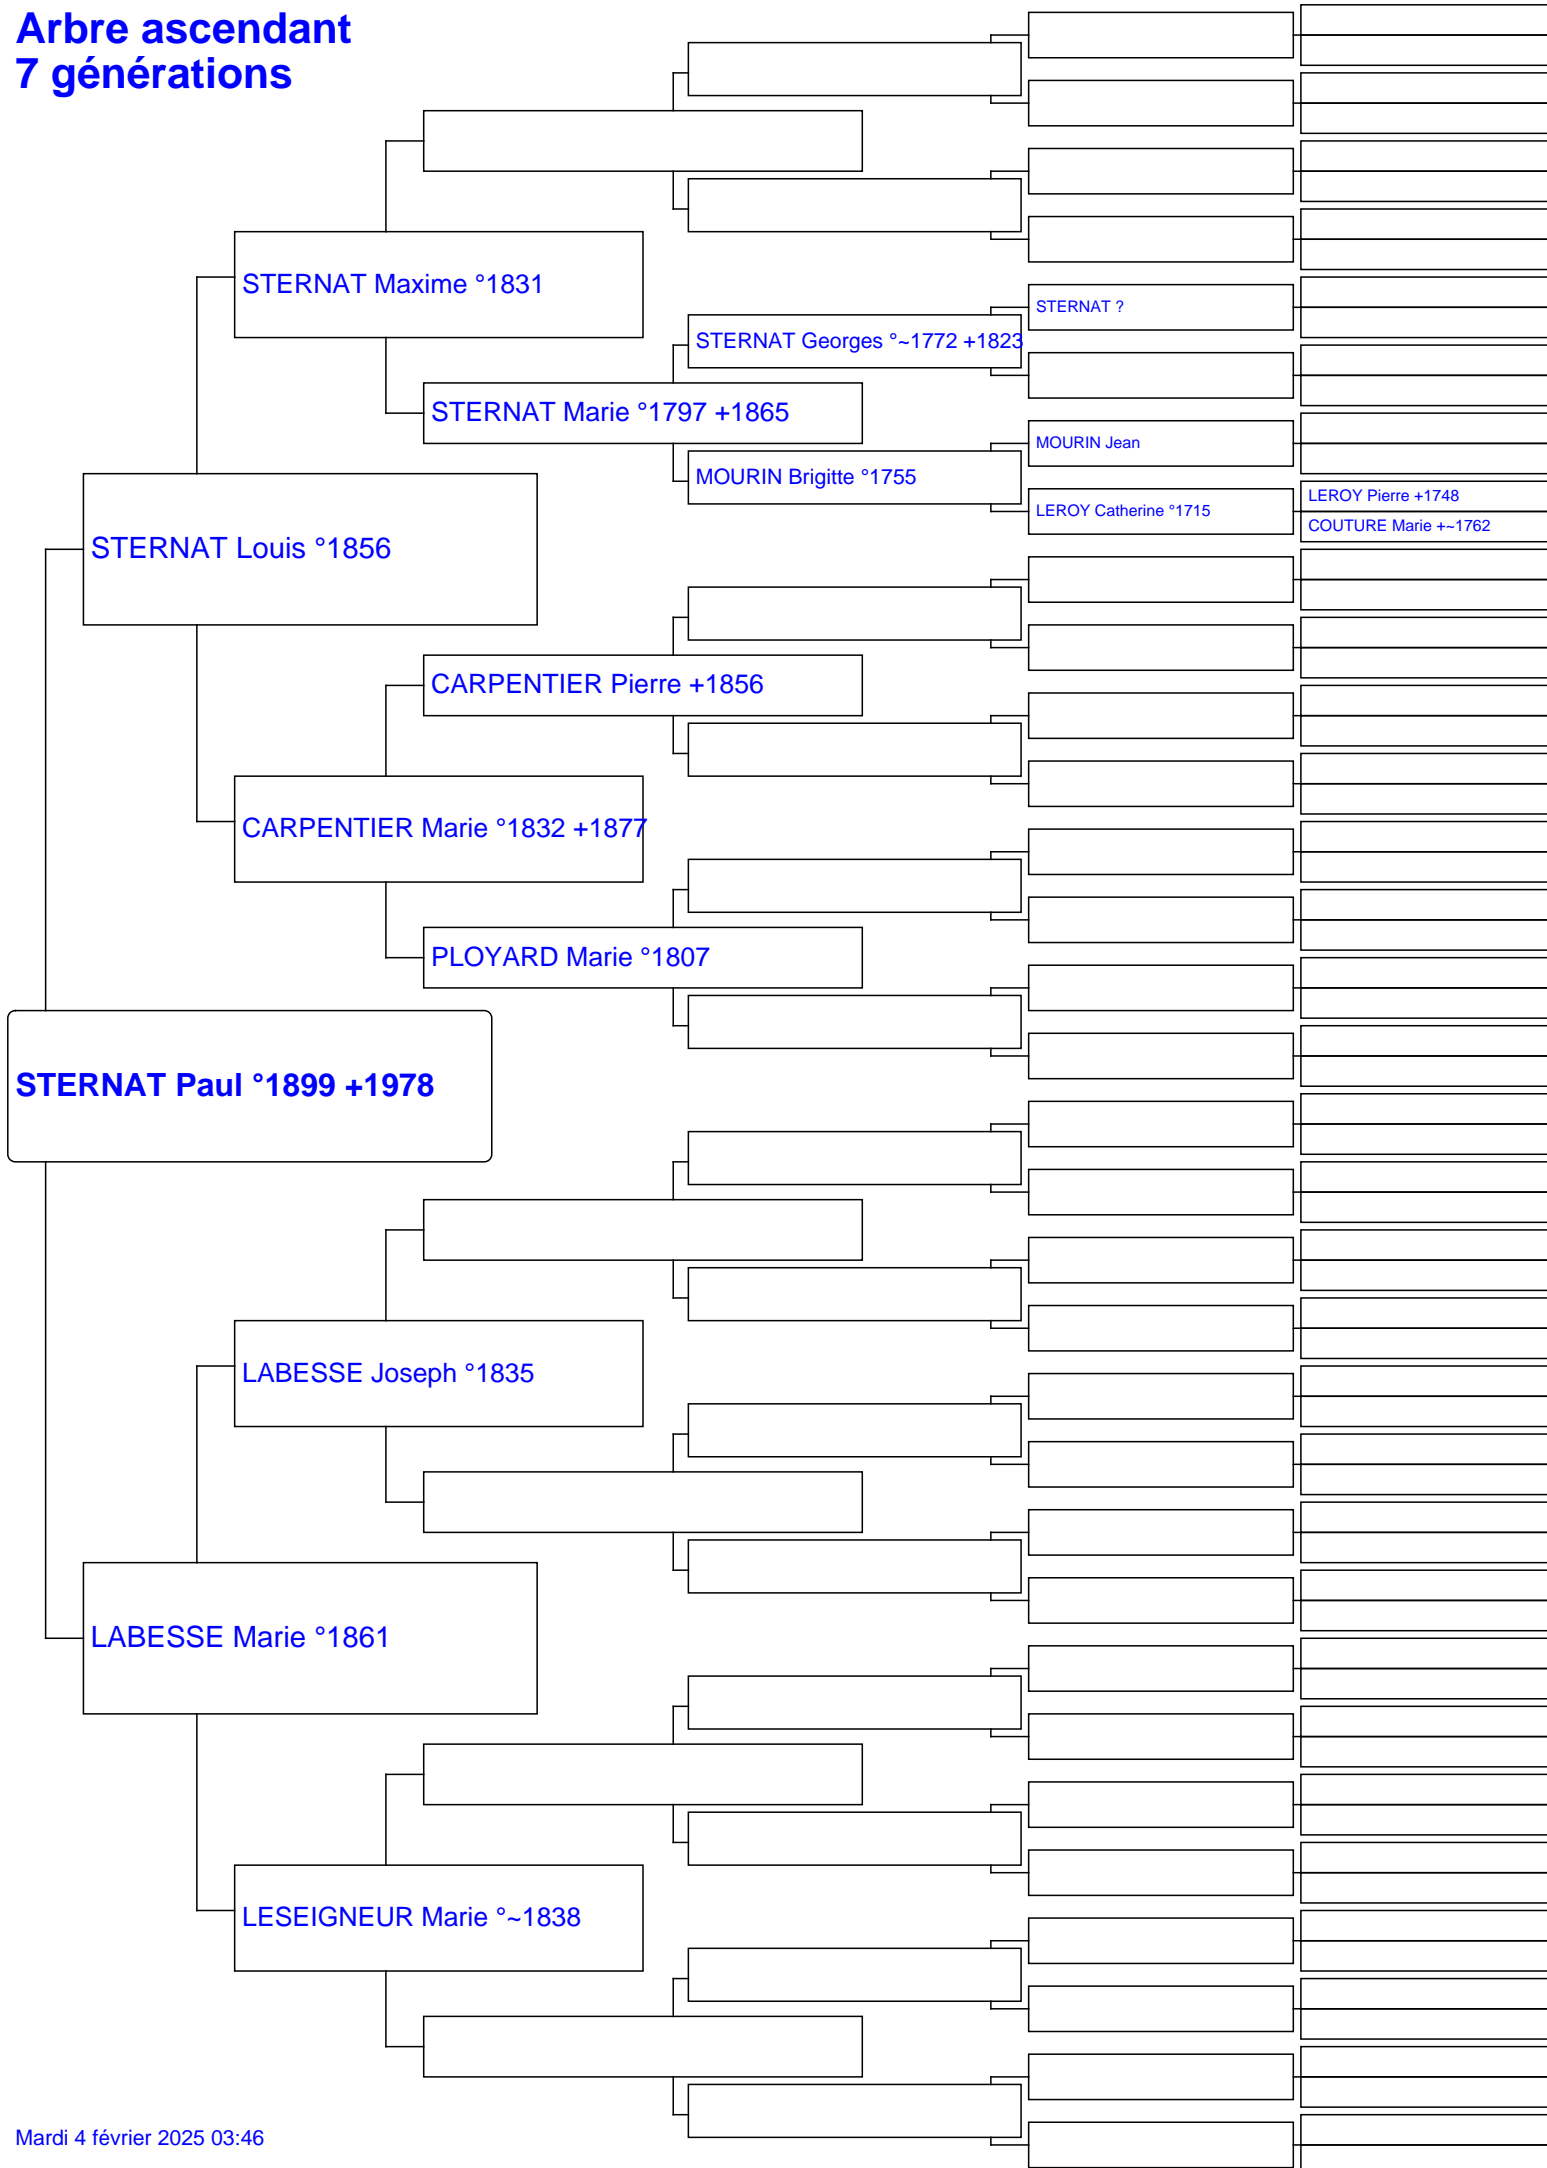 Arbre ascendant
7 générations
STERNAT Maxime °1831
STERNAT ?
STERNAT Georges °~1772 +1823
STERNAT Marie °1797 +1865
MOURIN Jean
MOURIN Brigitte °1755
LEROY Pierre +1748
LEROY Catherine °1715
COUTURE Marie +~1762
STERNAT Louis °1856
CARPENTIER Pierre +1856
CARPENTIER Marie °1832 +1877
PLOYARD Marie °1807
STERNAT Paul °1899 +1978
LABESSE Joseph °1835
LABESSE Marie °1861
LESEIGNEUR Marie °~1838
Mardi 4 février 2025 03:46